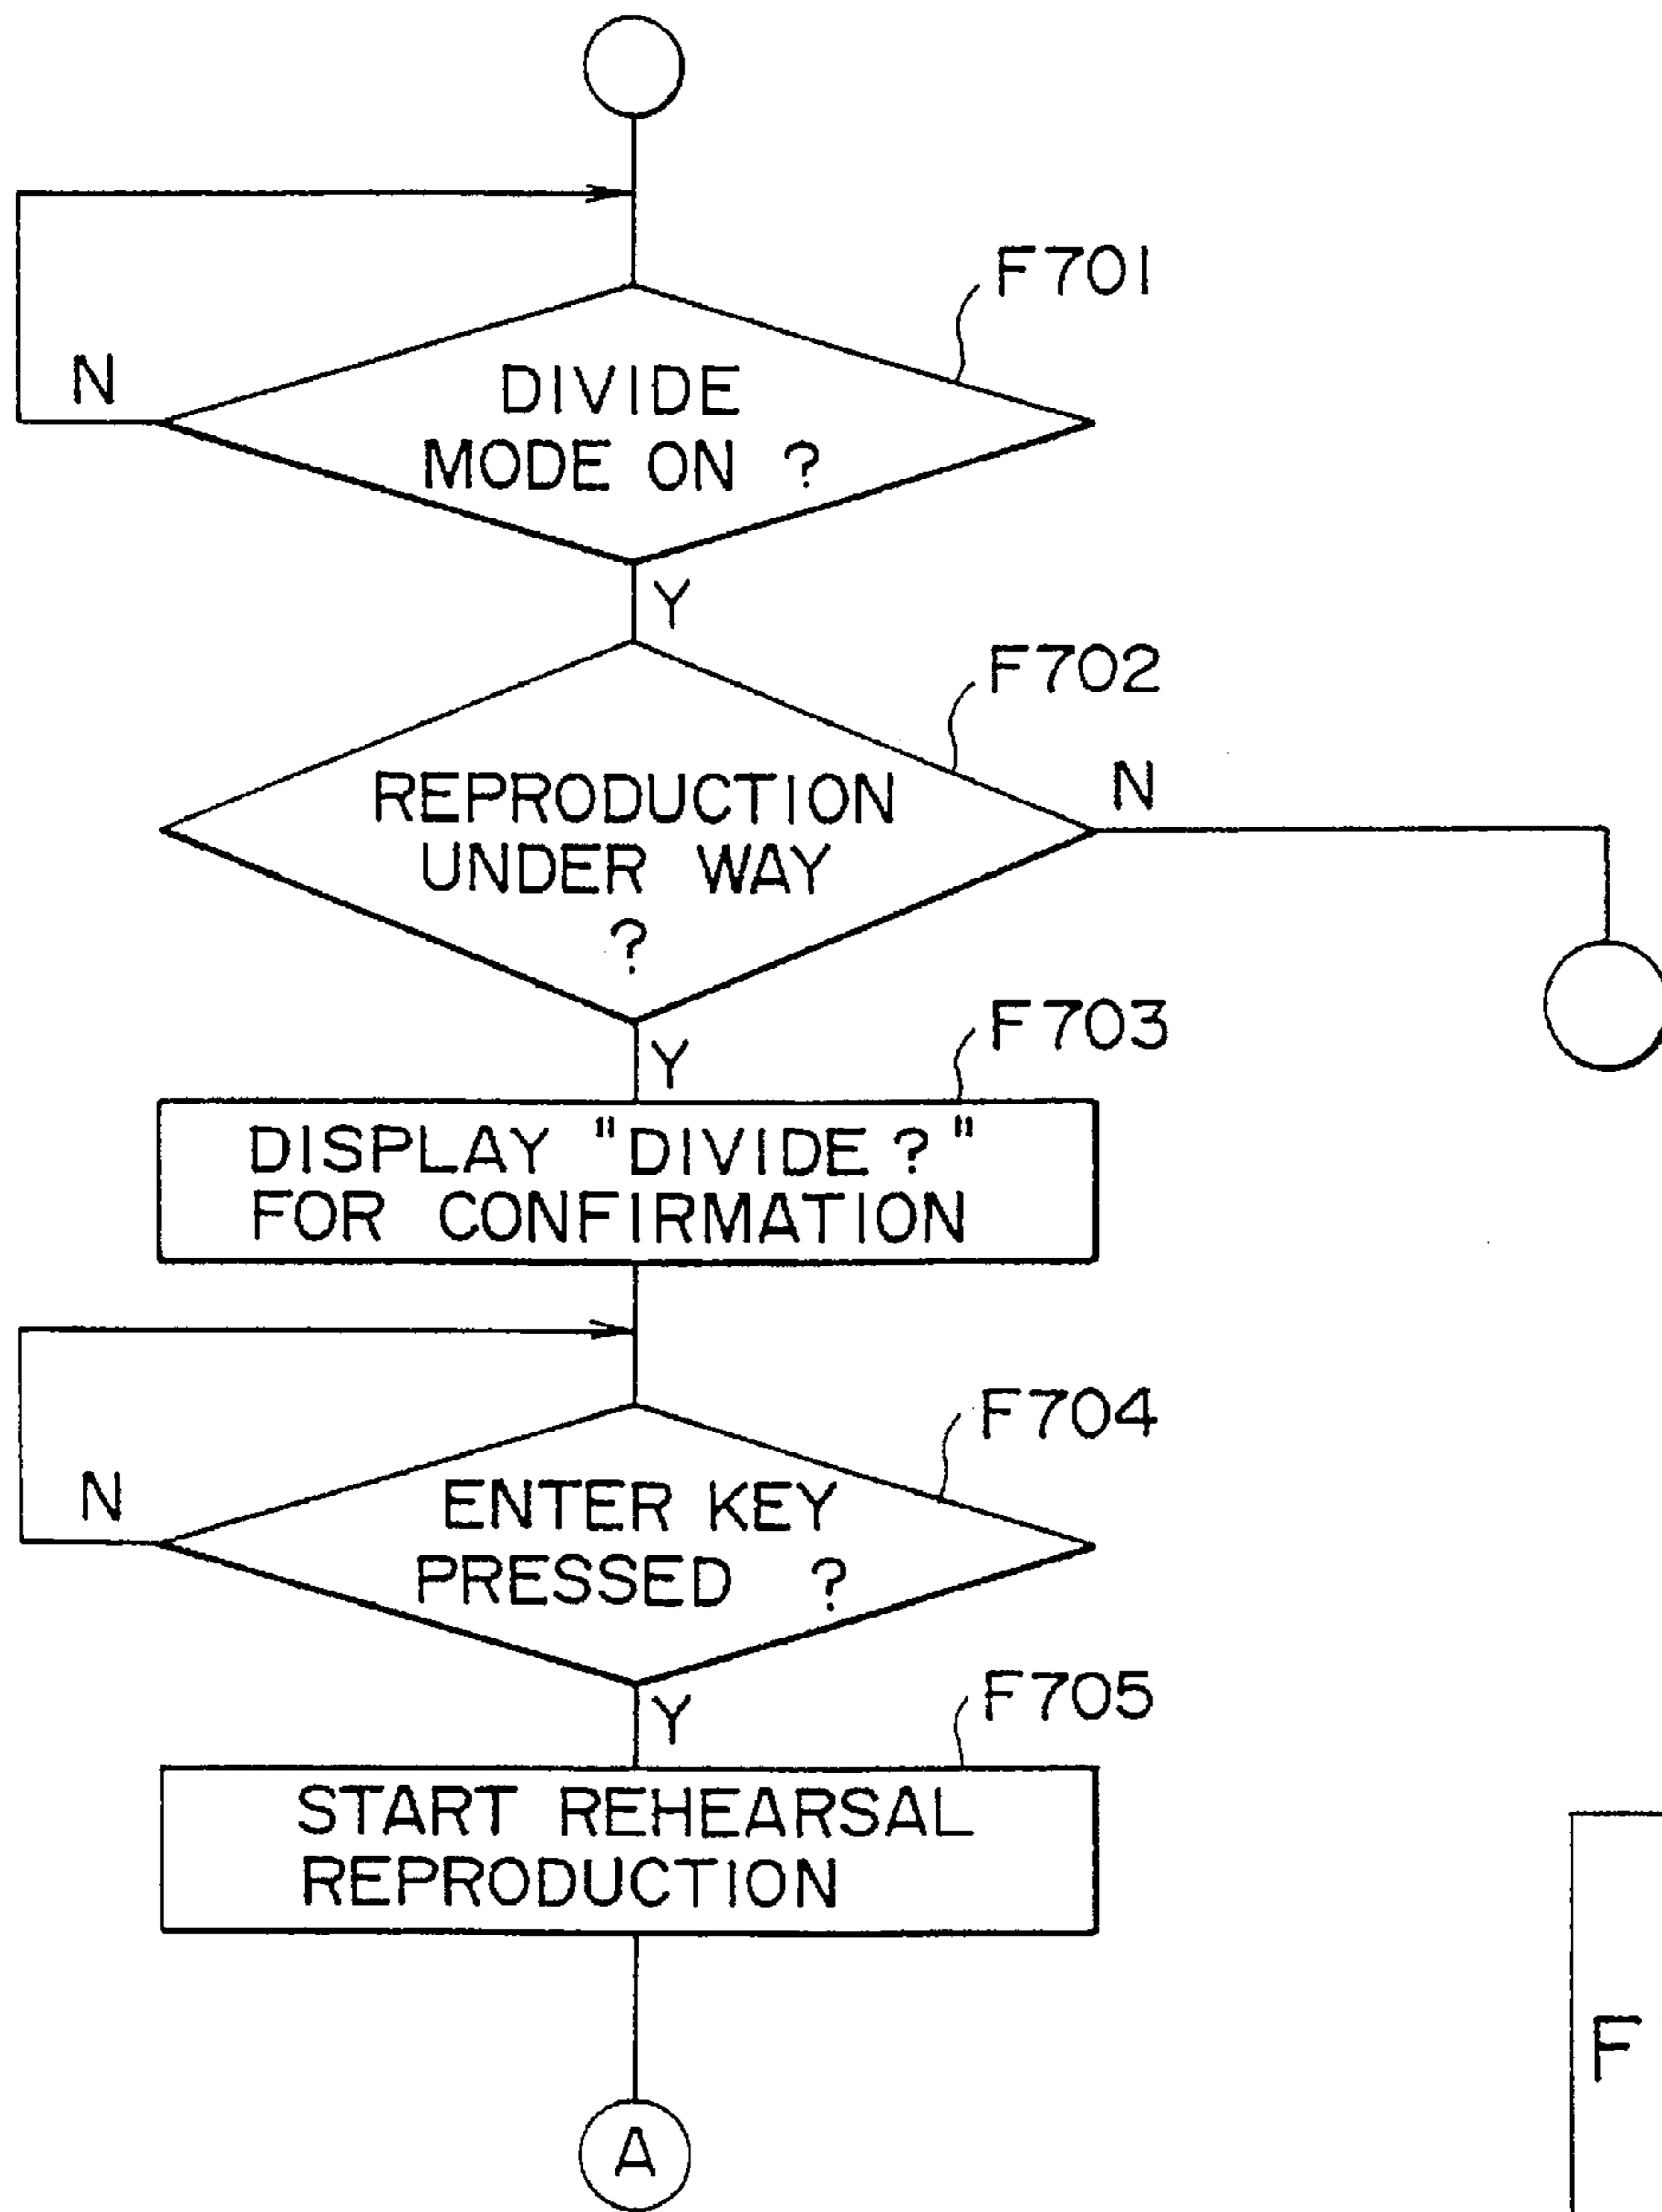 F701
N
DIVIDE
MODE ON ?
Y
F702
N
REPRODUCTION
UNDER WAY
?
F703
Y
DISPLAY "DIVIDE ? "
FOR CONFIRMATION
F704
N
ENTER KEY
PRESSED ?
F705
Y
START REHEARSAL
REPRODUCTION
F
A